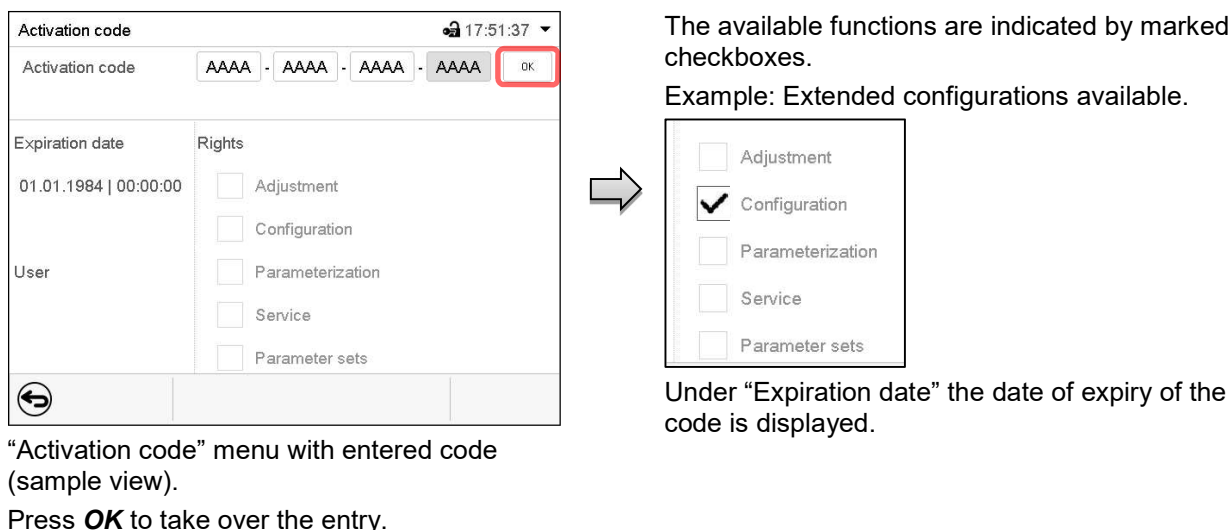 Activation code 17:51:37
Activation code AAAA - AAAA - AAAA - AAAA OK
Expiration date Rights
01.01.1984 | 00:00:00 Adjustment
Configuration
User Parameterization
Service
Parameter sets
“Activation code” menu with entered code
(sample view).
Press OK to take over the entry.
The available functions are indicated by marked
checkboxes.
Example: Extended configurations available.
Adjustment
Configuration
Parameterization
Service
Parameter sets
Under “Expiration date” the date of expiry of the
code is displayed.